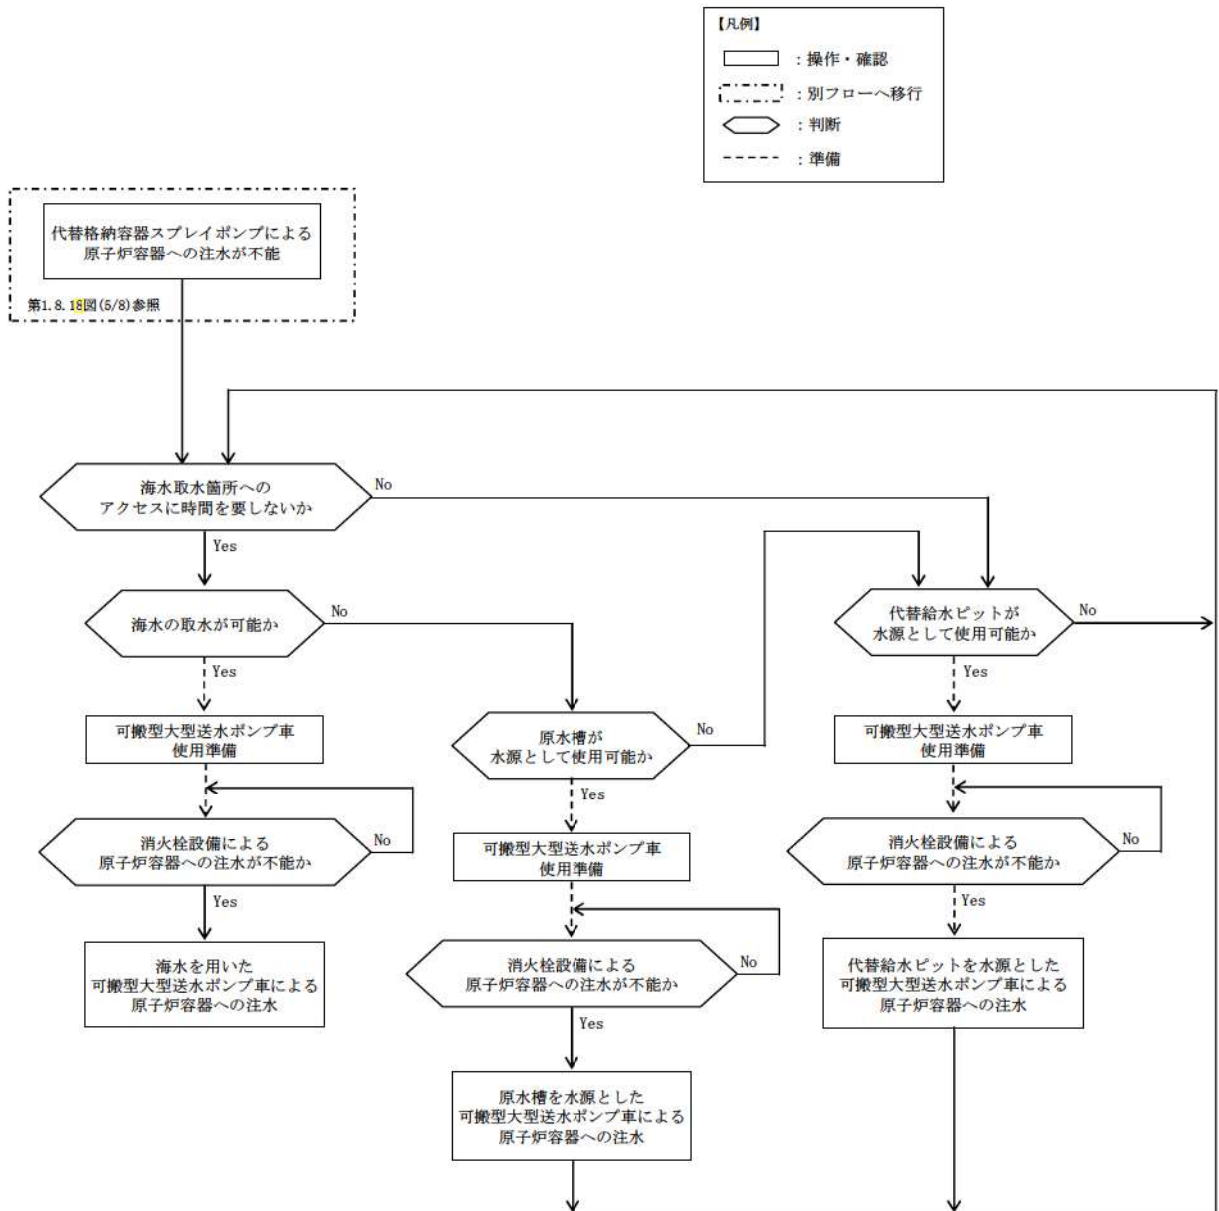 【凡例】
：操作・確認
：別フローへ移行
：判断
：準備
代替格納容器スプレイポンプによる
原子炉容器への注水が不能
第1.8.18図(5/8)参照
海水取水箇所への
アクセスに時間を要しないか
No
Yes
海水の取水が可能か
No
Yes
代替給水ピットが
水源として使用可能か
No
Yes
可搬型大型送水ポンプ車
使用準備
原水槽が
水源として使用可能か
No
Yes
可搬型大型送水ポンプ車
使用準備
消火栓設備による
原子炉容器への注水が不能か
No
Yes
可搬型大型送水ポンプ車
使用準備
消火栓設備による
原子炉容器への注水が不能か
No
Yes
海水を用いた
可搬型大型送水ポンプ車による
原子炉容器への注水
消火栓設備による
原子炉容器への注水が不能か
No
Yes
代替給水ピットを水源とした
可搬型大型送水ポンプ車による
原子炉容器への注水
原水槽を水源とした
可搬型大型送水ポンプ車による
原子炉容器への注水